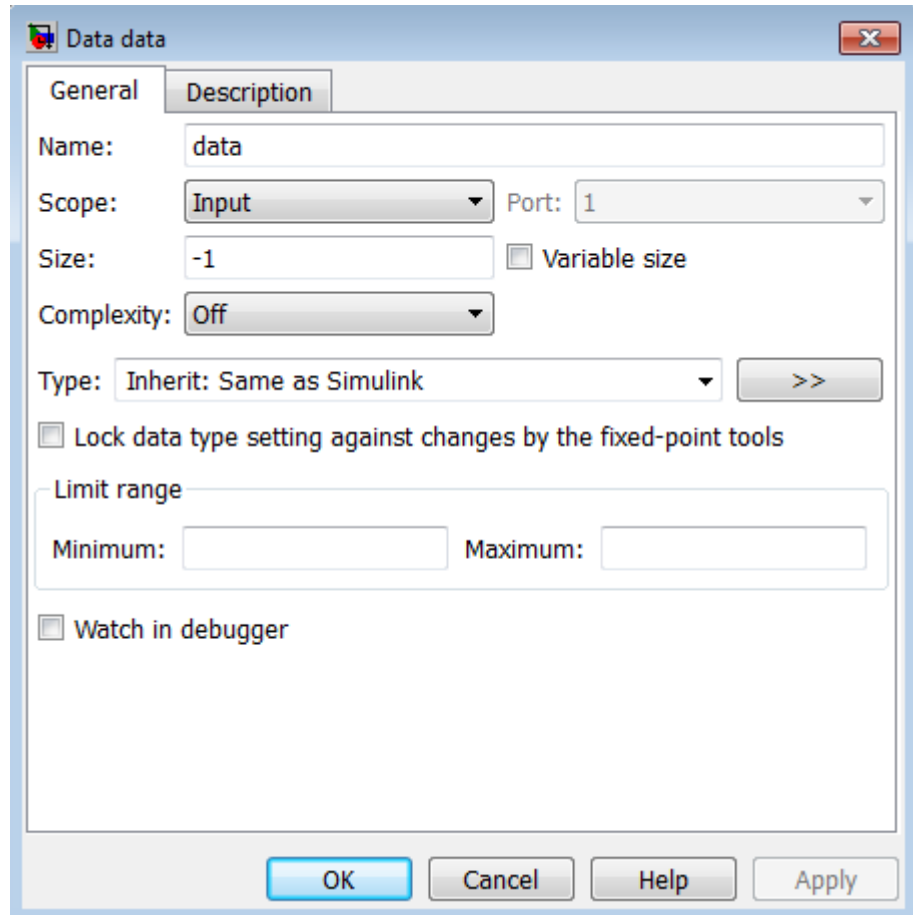 Data data
General Description
Name: data
Scope: Input Port: 1
Size: -1 Variable size
Complexity: Off
Type: Inherit: Same as Simulink >>
Lock data type setting against changes by the fixed-point tools
Limit range
Minimum: Maximum:
Watch in debugger
OK Cancel Help Apply